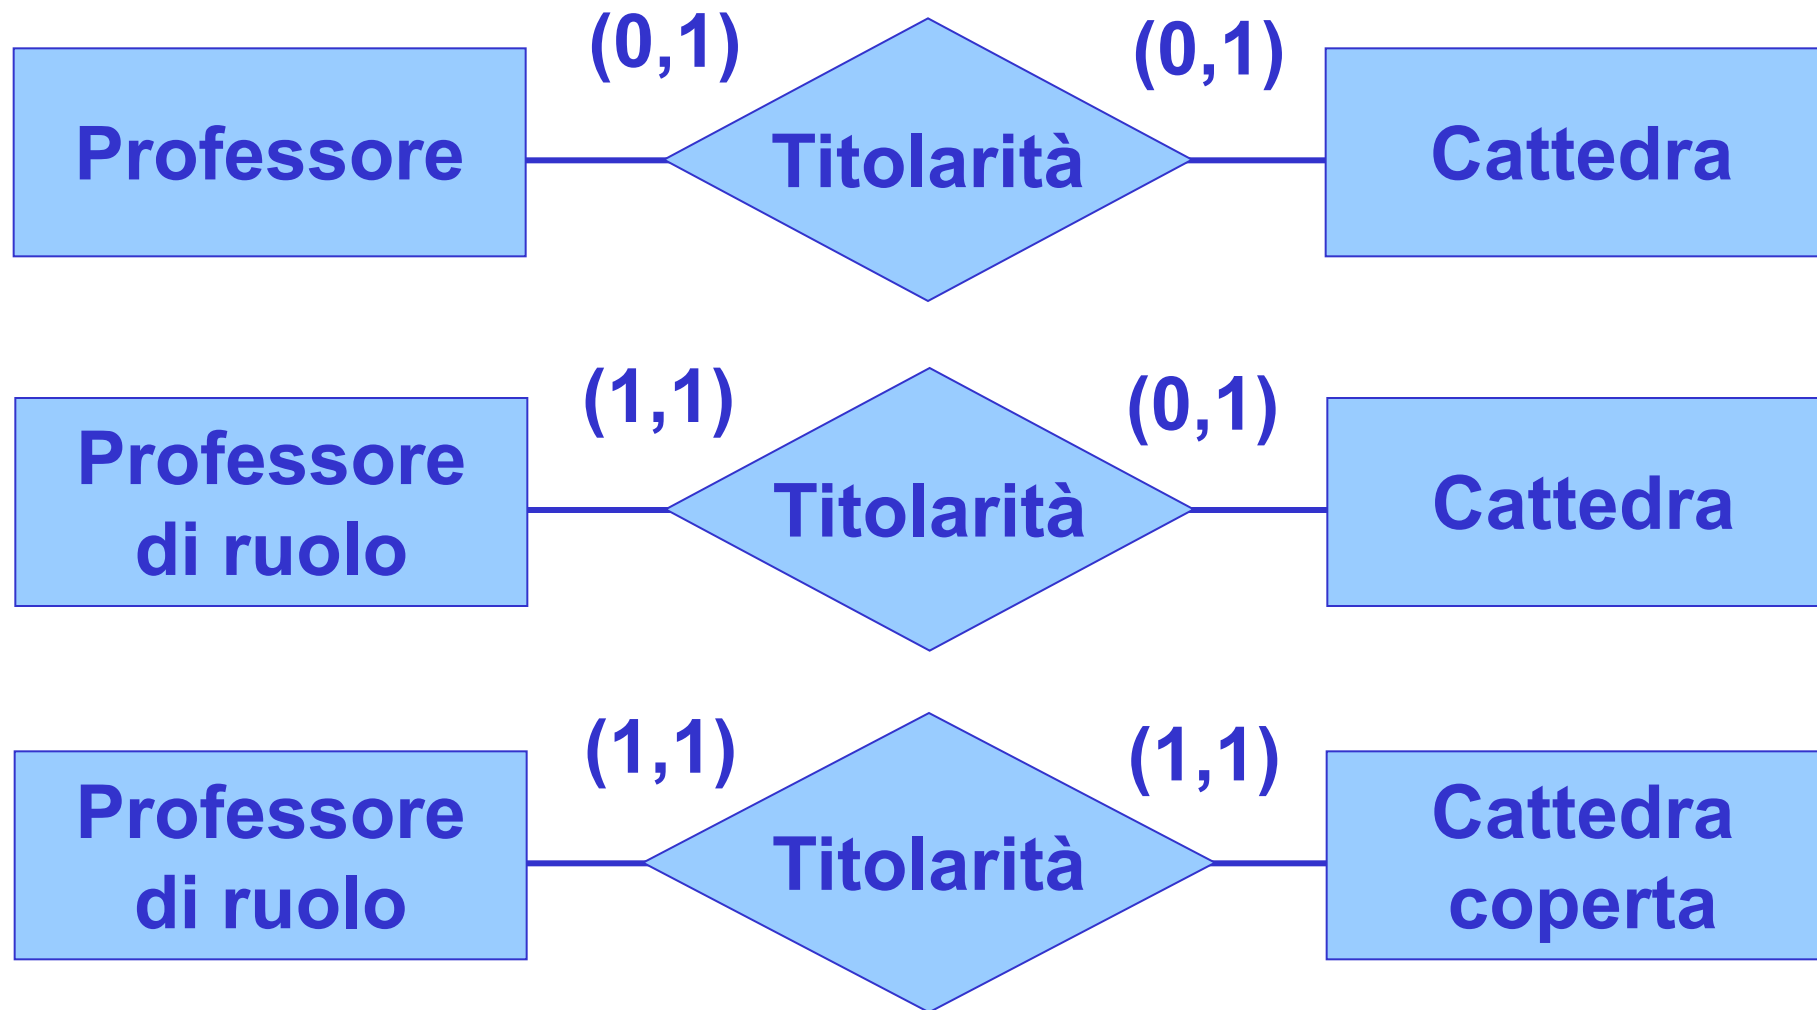 (0,1)
(0,1)
Professore
Titolarità
Cattedra
(1,1)
(0,1)
Professore
di ruolo
Titolarità
Cattedra
(1,1)
(1,1)
Professore
di ruolo
Titolarità
Cattedra
coperta